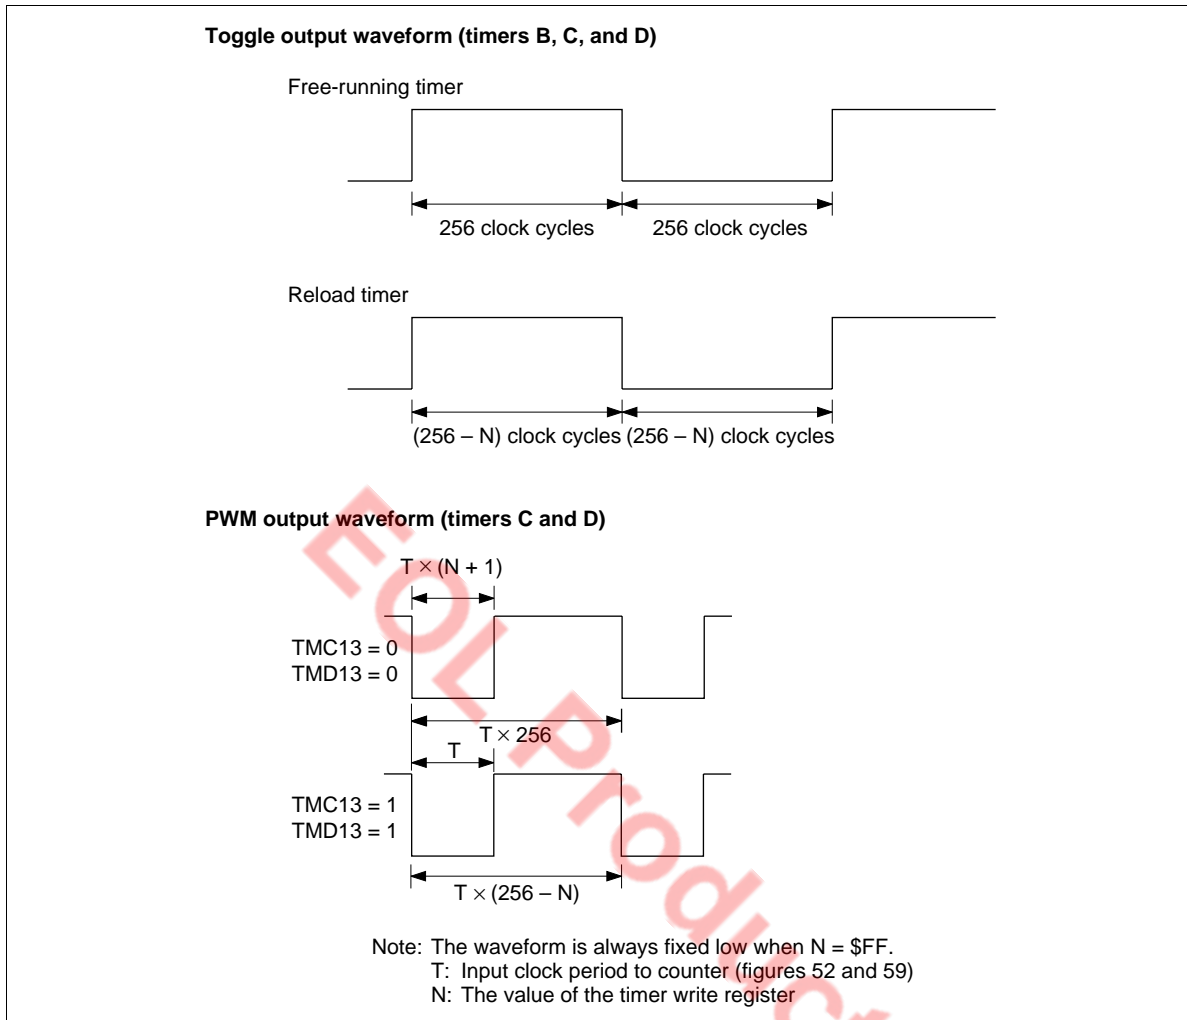 Toggle output waveform (timers B, C, and D)
Free-running timer
256 clock cycles 256 clock cycles
Reload timer
(256 – N) clock cycles (256 – N) clock cycles
PWM output waveform (timers C and D)
T × (N + 1)
TMC13 = 0
TMD13 = 0
T × 256
T
TMC13 = 1
TMD13 = 1
T × (256 – N)
Note: The waveform is always fixed low when N = $FF.
T: Input clock period to counter (figures 52 and 59)
N: The value of the timer write register
EOL Product